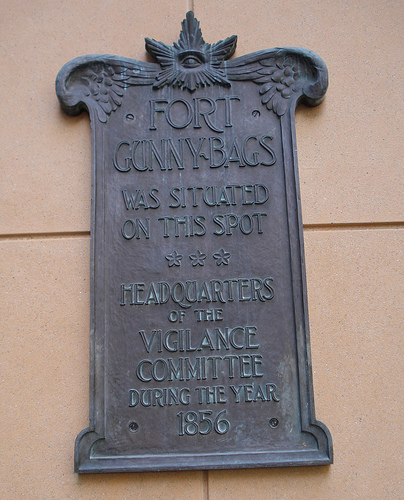 FORT
GUNNY BAGS
WAS SITUATED
ON THIS SPOT
HEADQUARTERS
OF THE
VIGILANCE
COMMITTEE
DURING THE YEAR
1856